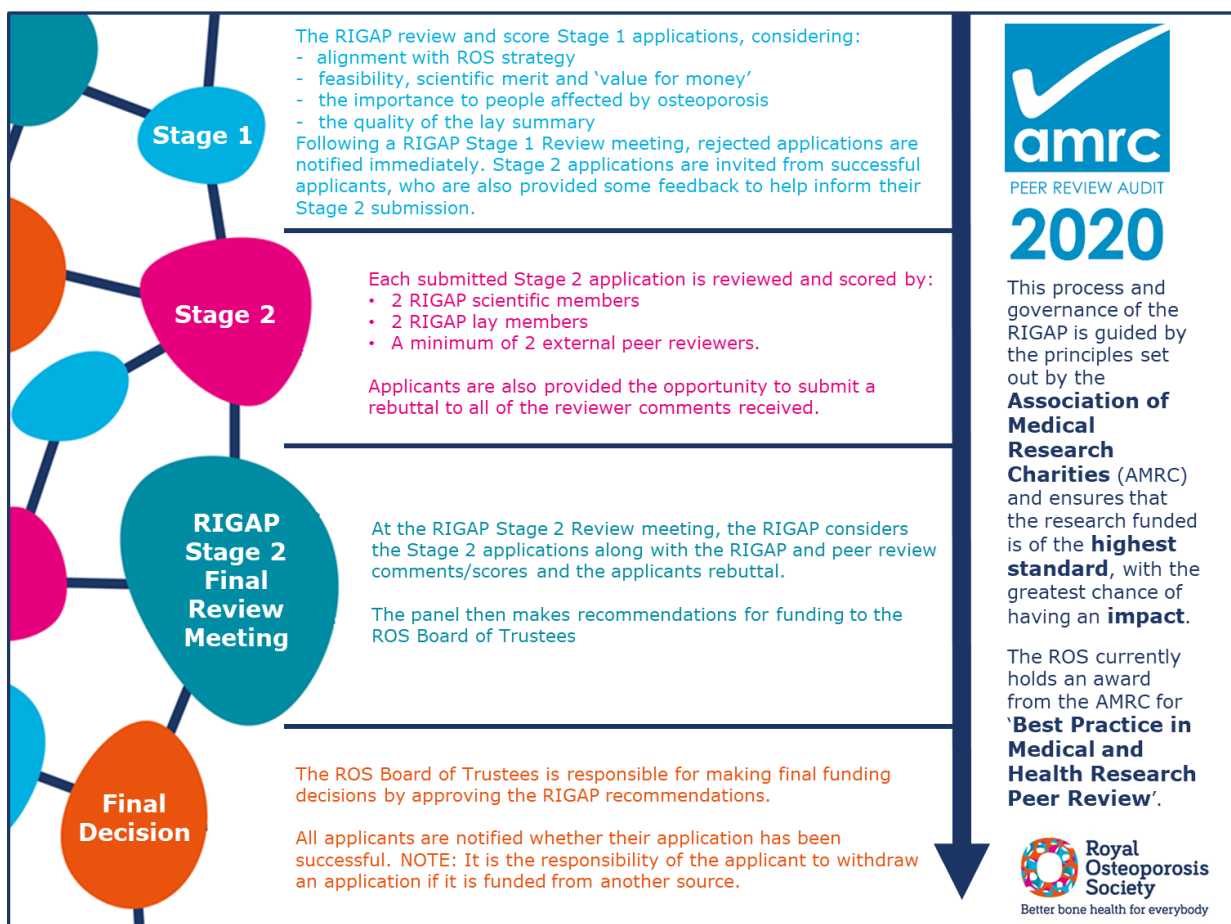 Stage 1
The RIGAP review and score Stage 1 applications, considering:
- alignment with ROS strategy
- feasibility, scientific merit and ‘value for money’
- the importance to people affected by osteoporosis
- the quality of the lay summary
Following a RIGAP Stage 1 Review meeting, rejected applications are
notified immediately. Stage 2 applications are invited from successful
applicants, who are also provided some feedback to help inform their
Stage 2 submission.
Stage 2
Each submitted Stage 2 application is reviewed and scored by:
• 2 RIGAP scientific members
• 2 RIGAP lay members
• A minimum of 2 external peer reviewers.
Applicants are also provided the opportunity to submit a
rebuttal to all of the reviewer comments received.
RIGAP
Stage 2
Final
Review
Meeting
At the RIGAP Stage 2 Review meeting, the RIGAP considers
the Stage 2 applications along with the RIGAP and peer review
comments/scores and the applicants rebuttal.
The panel then makes recommendations for funding to the
ROS Board of Trustees
Final
Decision
The ROS Board of Trustees is responsible for making final funding
decisions by approving the RIGAP recommendations.
All applicants are notified whether their application has been
successful. NOTE: It is the responsibility of the applicant to withdraw
an application if it is funded from another source.
amrc
PEER REVIEW AUDIT
2020
This process and
governance of the
RIGAP is guided by
the principles set
out by the
Association of
Medical
Research
Charities (AMRC)
and ensures that
the research funded
is of the highest
standard, with the
greatest chance of
having an impact.
The ROS currently
holds an award
from the AMRC for
‘Best Practice in
Medical and
Health Research
Peer Review’.
Royal
Osteoporosis
Society
Better bone health for everybody